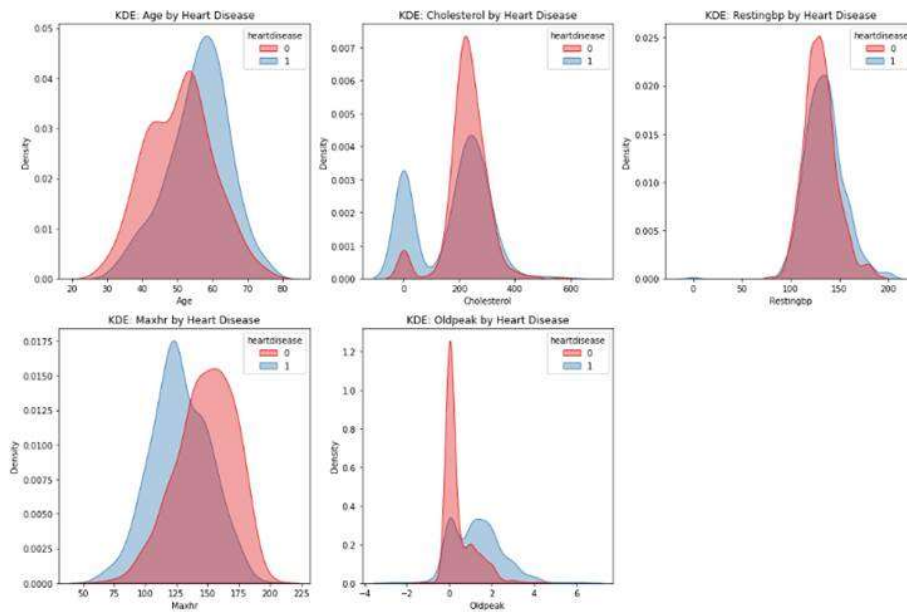 KDE: Age by Heart Disease
heartdisease
0
1
0.05
0.04
0.03
0.02
0.01
0.00
Density
20 30 40 50 60 70 80
Age
KDE: Cholesterol by Heart Disease
heartdisease
0
1
0.007
0.006
0.005
0.004
0.003
0.002
0.001
0.000
Density
0 200 400 600
Cholesterol
KDE: Restingbp by Heart Disease
heartdisease
0
1
0.025
0.020
0.015
0.010
0.005
0.000
Density
0 50 100 150 200
Restingbp
KDE: Maxhr by Heart Disease
heartdisease
0
1
0.0175
0.0150
0.0125
0.0100
0.0075
0.0050
0.0025
0.0000
Density
50 75 100 125 150 175 200 225
Maxhr
KDE: Oldpeak by Heart Disease
heartdisease
0
1
1.2
1.0
0.8
0.6
0.4
0.2
0.0
Density
−4 −2 0 2 4 6
Oldpeak